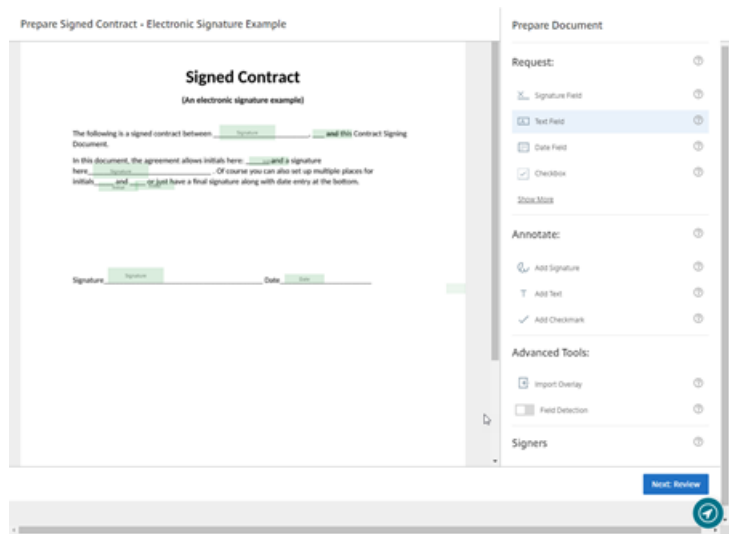 Prepare Signed Contract - Electronic Signature Example
Signed Contract
(An electronic signature example)
The following is a signed contract between Signature , and this Contract Signing
Document.
In this document, the agreement allows initials here: and a signature
here Signature . Of course you can also set up multiple places for
initials and or just have a final signature along with date entry at the bottom.
Signature Signature Date Date
Prepare Document
Request:
Signature Field
Text Field
Date Field
Checkbox
Show More
Annotate:
Add Signature
Add Text
Add Checkmark
Advanced Tools:
Import Overlay
Field Detection
Signers
Next: Review